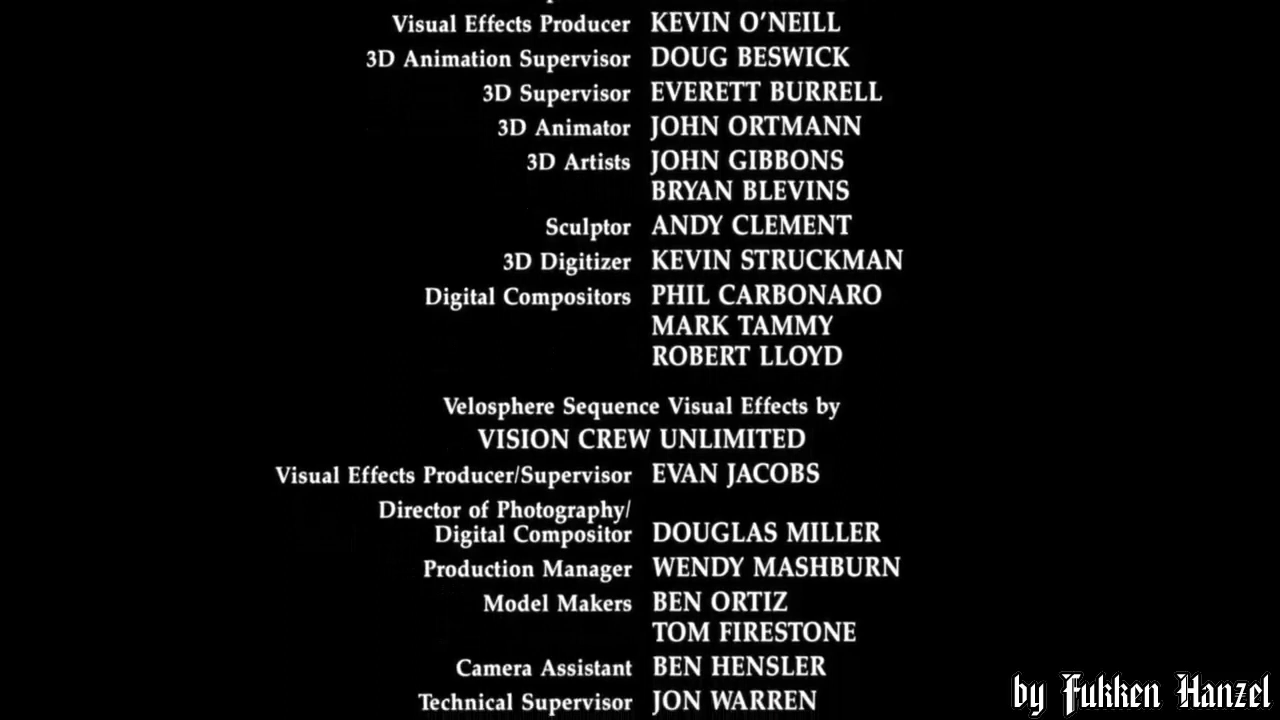 Visual Effects Producer KEVIN O'NEILL
3D Animation Supervisor DOUG BESWICK
3D Supervisor EVERETT BURRELL
3D Animator JOHN ORTMANN
3D Artists JOHN GIBBONS
BRYAN BLEVINS
Sculptor ANDY CLEMENT
3D Digitizer KEVIN STRUCKMAN
Digital Compositors PHIL CARBONARO
MARK TAMMY
ROBERT LLOYD
Velosphere Sequence Visual Effects by
VISION CREW UNLIMITED
Visual Effects Producer/Supervisor EVAN JACOBS
Director of Photography/
Digital Compositor DOUGLAS MILLER
Production Manager WENDY MASHBURN
Model Makers BEN ORTIZ
TOM FIRESTONE
Camera Assistant BEN HENSLER
Technical Supervisor JON WARREN
by Fukken Hanzel